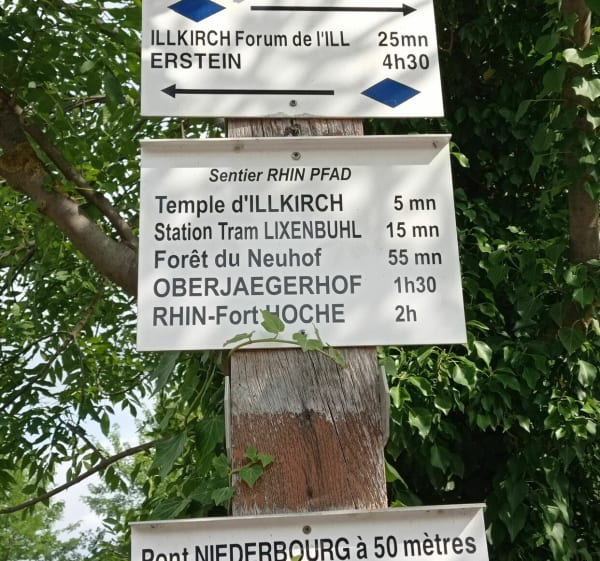 ILLKIRCH Forum de l'ILL 25mn
ERSTEIN 4h30
Sentier RHIN PFAD
Temple d'ILLKIRCH 5 mn
Station Tram LIXENBUHL 15 mn
Forêt du Neuhof 55 mn
OBERJAEGERHOF 1h30
RHIN-Fort HOCHE 2h
Pont NIEDERBOURG à 50 mètres